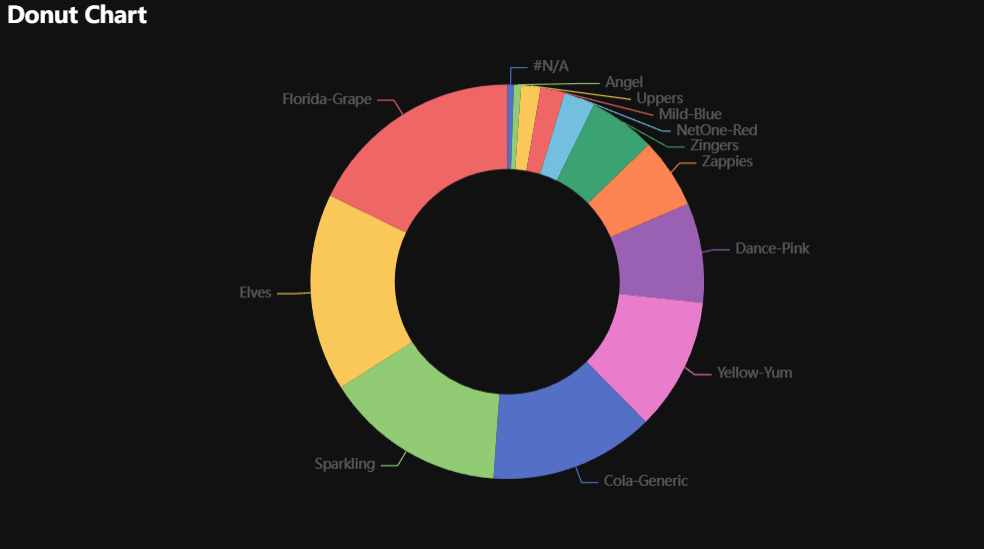 Donut Chart
#N/A
Angel
Uppers
Mild-Blue
NetOne-Red
Zingers
Zappies
Dance-Pink
Yellow-Yum
Cola-Generic
Sparkling
Elves
Florida-Grape